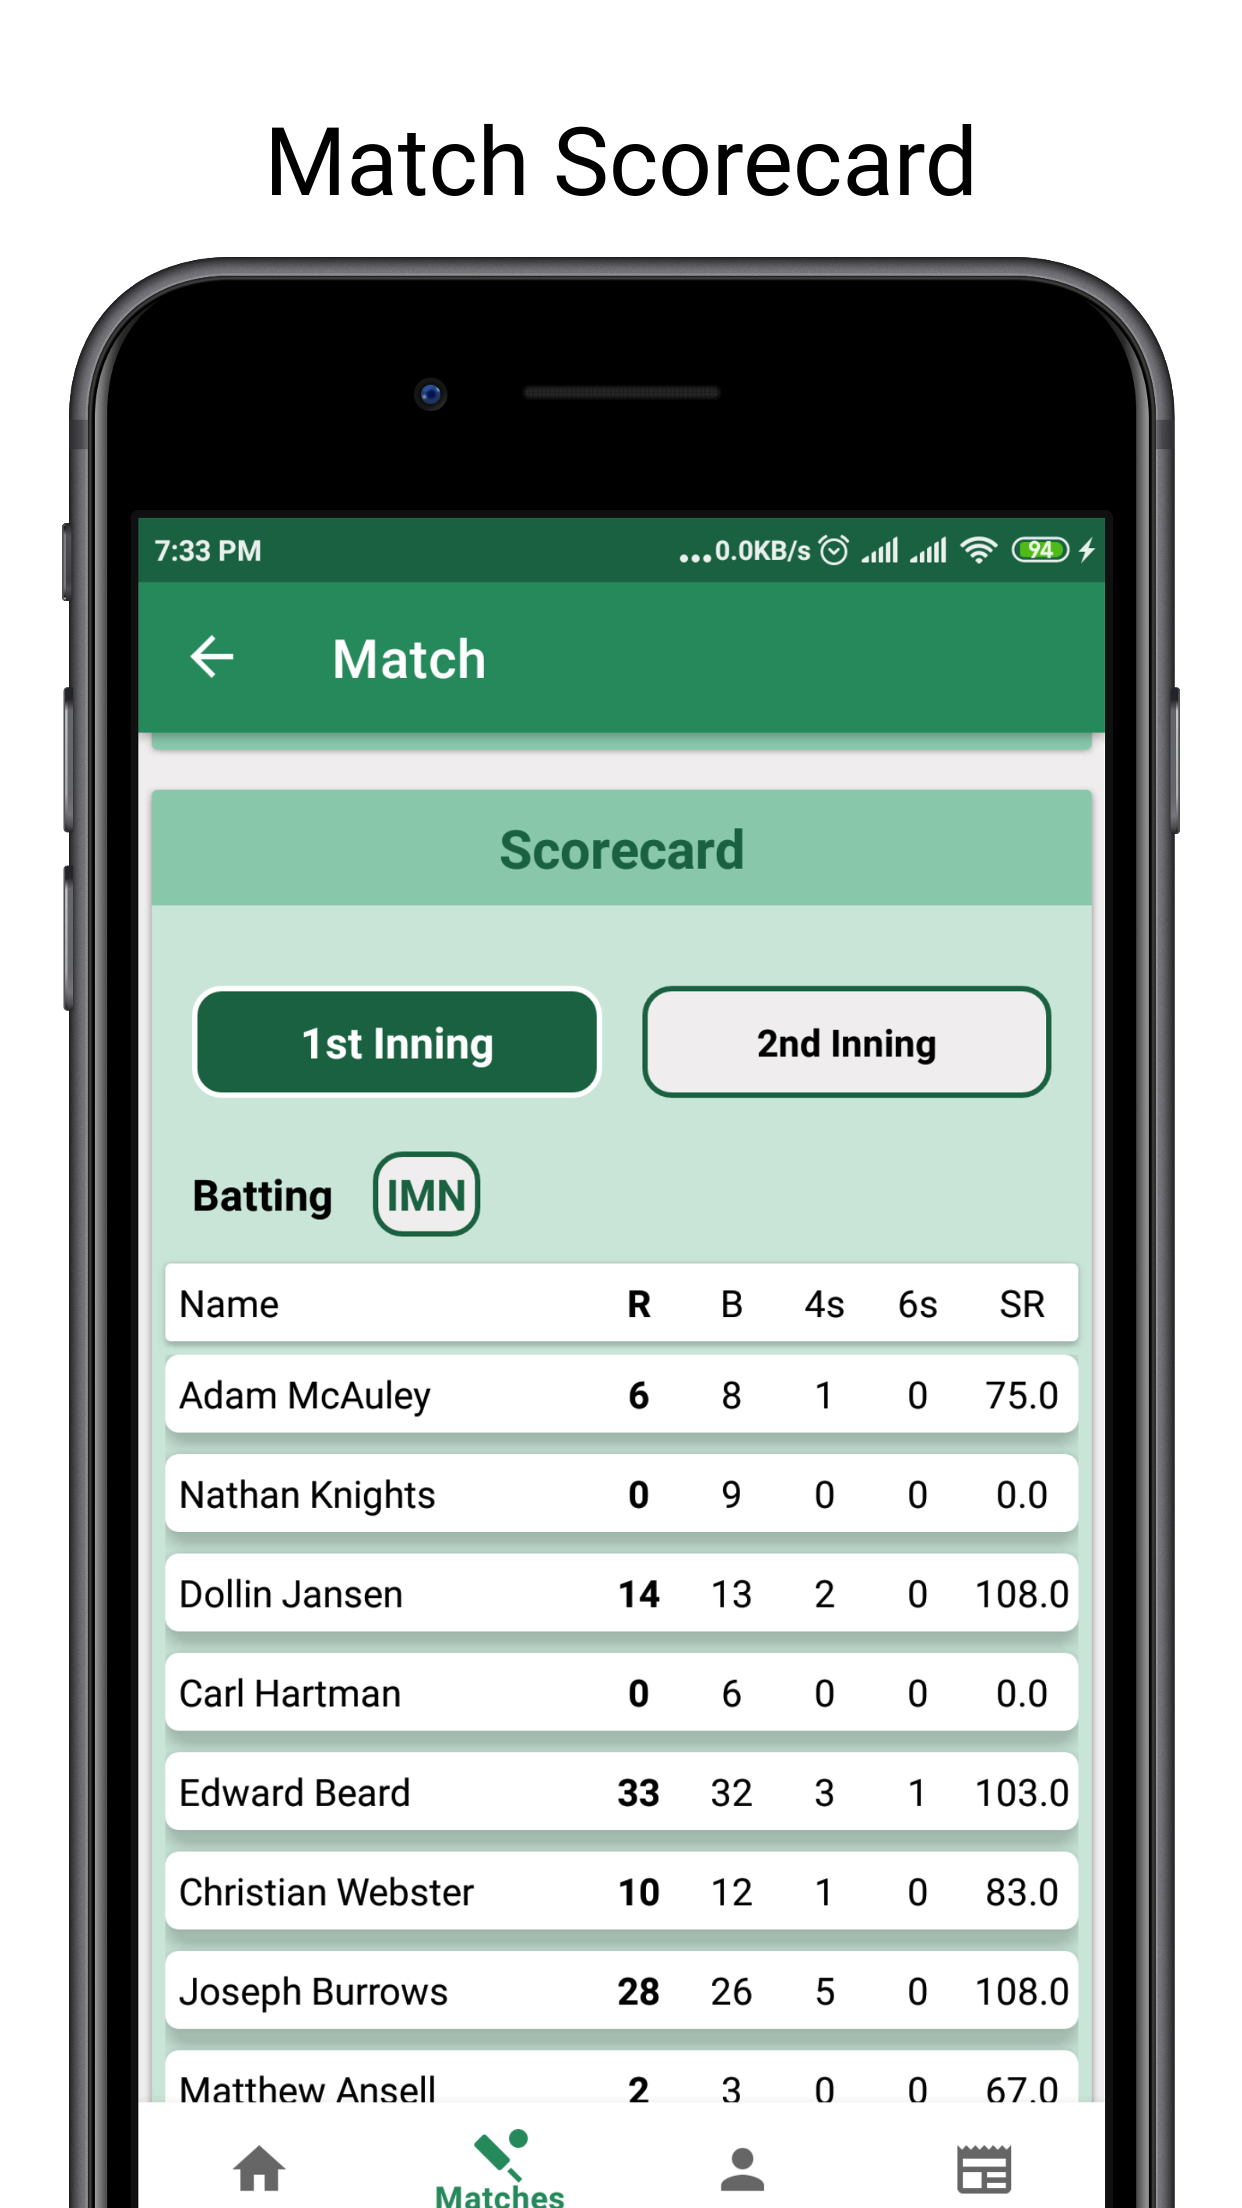 Match Scorecard
7:33 PM ...0.0KB/s 94
Match
Scorecard
1st Inning 2nd Inning
Batting IMN
Name R B 4s 6s SR
Adam McAuley 6 8 1 0 75.0
Nathan Knights 0 9 0 0 0.0
Dollin Jansen 14 13 2 0 108.0
Carl Hartman 0 6 0 0 0.0
Edward Beard 33 32 3 1 103.0
Christian Webster 10 12 1 0 83.0
Joseph Burrows 28 26 5 0 108.0
Matthew Ansell 2 3 0 0 67.0
Matches